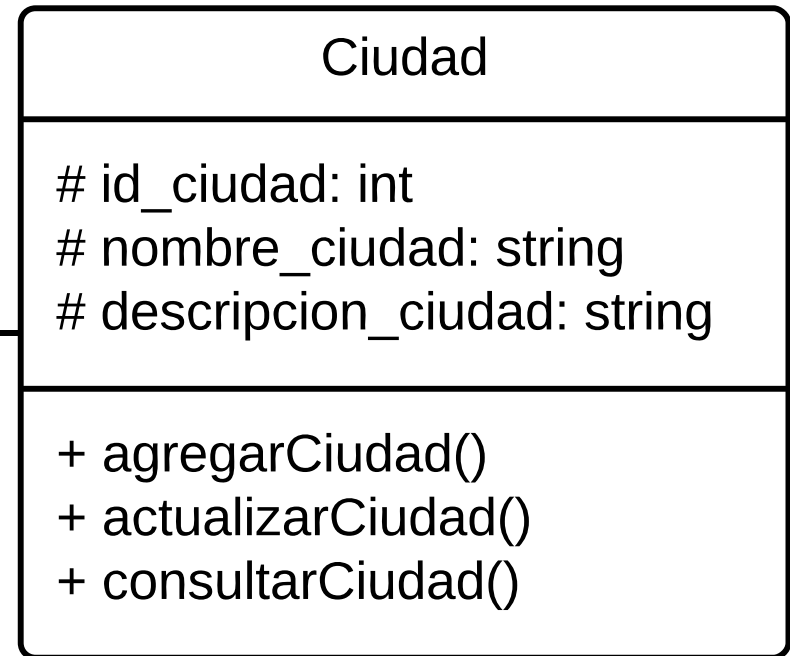 Ciudad
# id_ciudad: int
# nombre_ciudad: string
# descripcion_ciudad: string
+ agregarCiudad()
+ actualizarCiudad()
+ consultarCiudad()